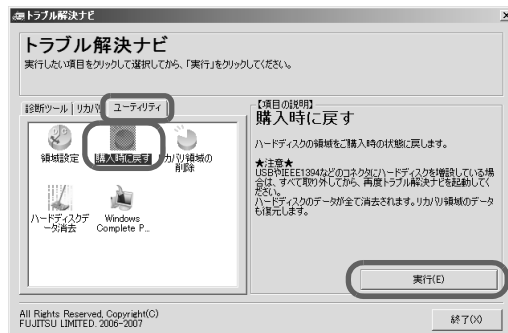 トラブル解決ナビ
トラブル解決ナビ
実行したい項目をクリックして選択してから、「実行」をクリックしてください。
診断ツール
リカバリ
ユーティリティ
領域設定
購入時に戻す
リカバリ領域の
削除
ハードディスクデ
ータ消去
Windows
Complete P...
【項目の説明】
購入時に戻す
ハードディスクの領域をご購入時の状態に戻します。
★注意★
USBやIEEE1394などのコネクタにハードディスクを増設している場
合は、すべて取り外してから、再度トラブル解決ナビを起動してく
ださい。
ハードディスクのデータが全て消去されます。リカバリ領域のデータ
も復元します。
実行(E)
All Rights Reserved, Copyright(C)
FUJITSU LIMITED. 2006-2007
終了(X)